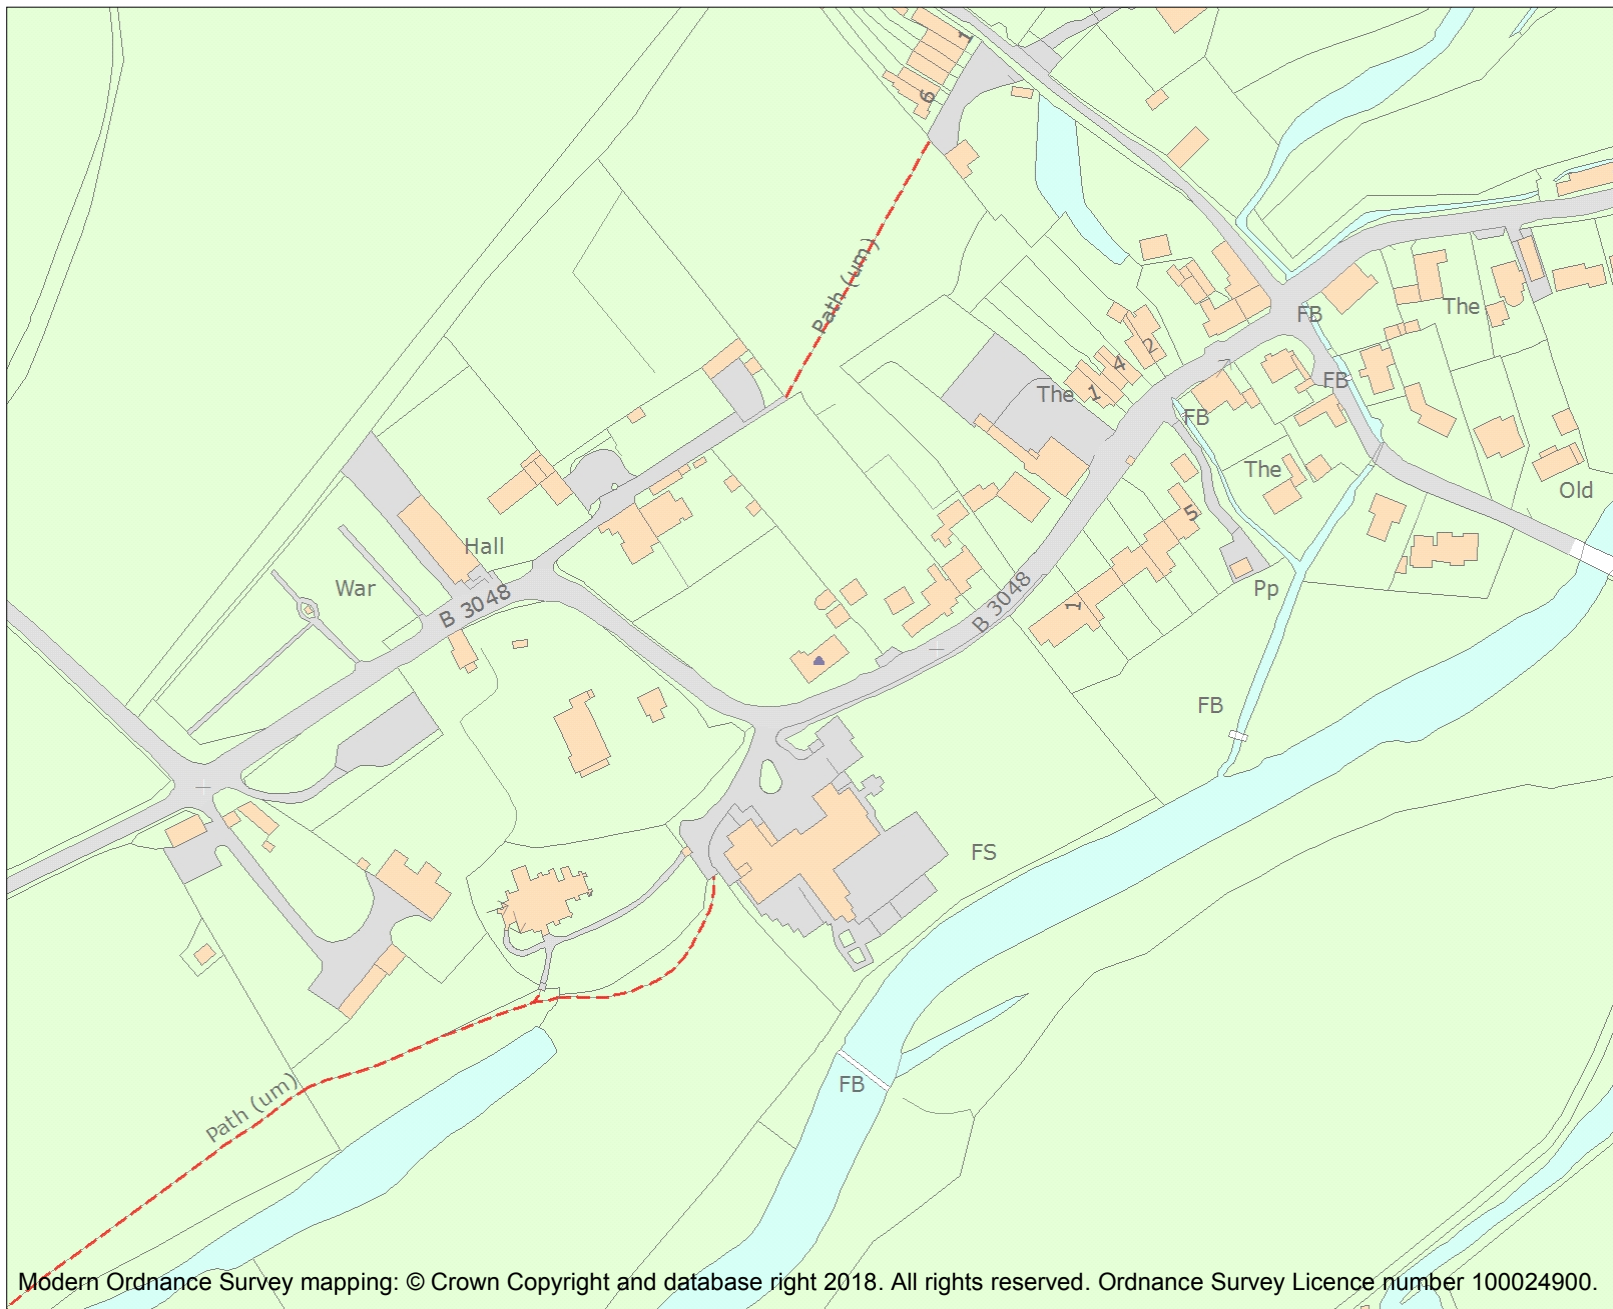 1
6
Path (um)
FB
The
2
4
1
The
FB
FB
The
Old
5
Hall
War
B 3048
B 3048
1
Pp
FB
FS
FB
Path (um)
Modern Ordnance Survey mapping: © Crown Copyright and database right 2018. All rights reserved. Ordnance Survey Licence number 100024900.